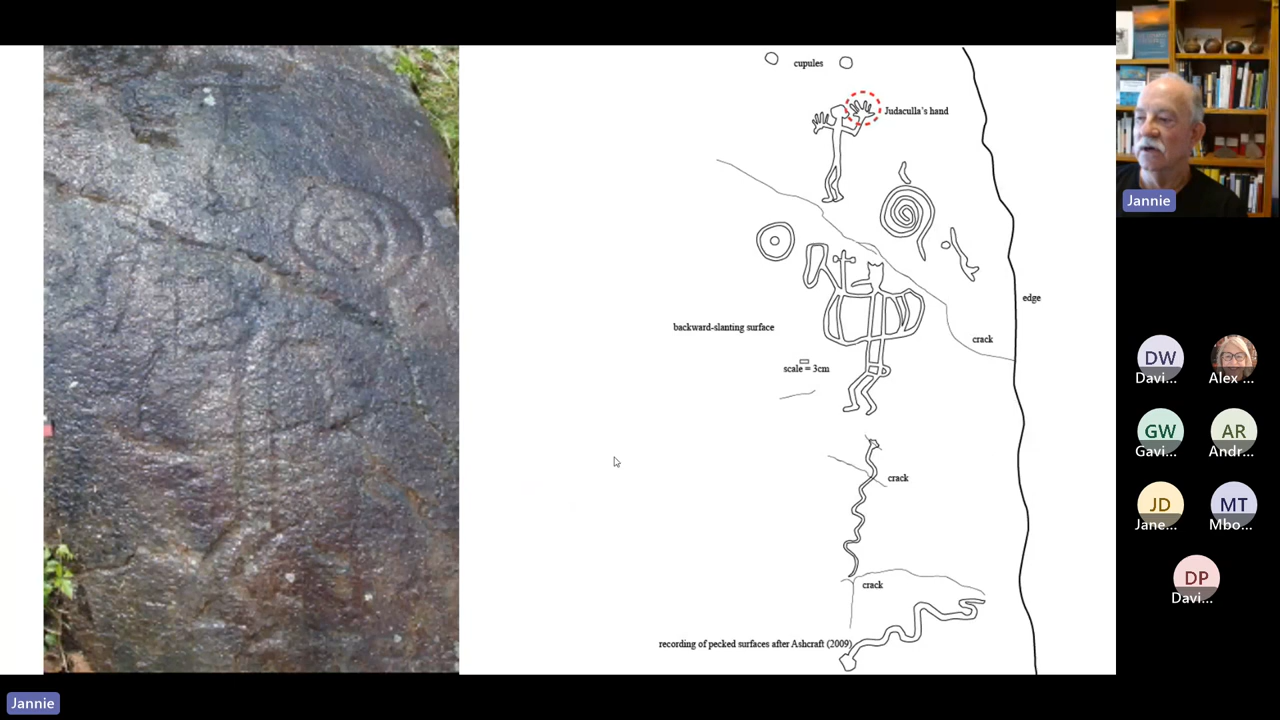 cupules
Judaculla's hand
edge
backward-slanting surface
crack
scale = 3cm
crack
crack
recording of pecked surfaces after Ashcraft (2009)
Jannie
DW
Davi...
Alex ...
GW
Gavi...
AR
Andr...
JD
Jane...
MT
Mbo...
DP
Davi...
Jannie